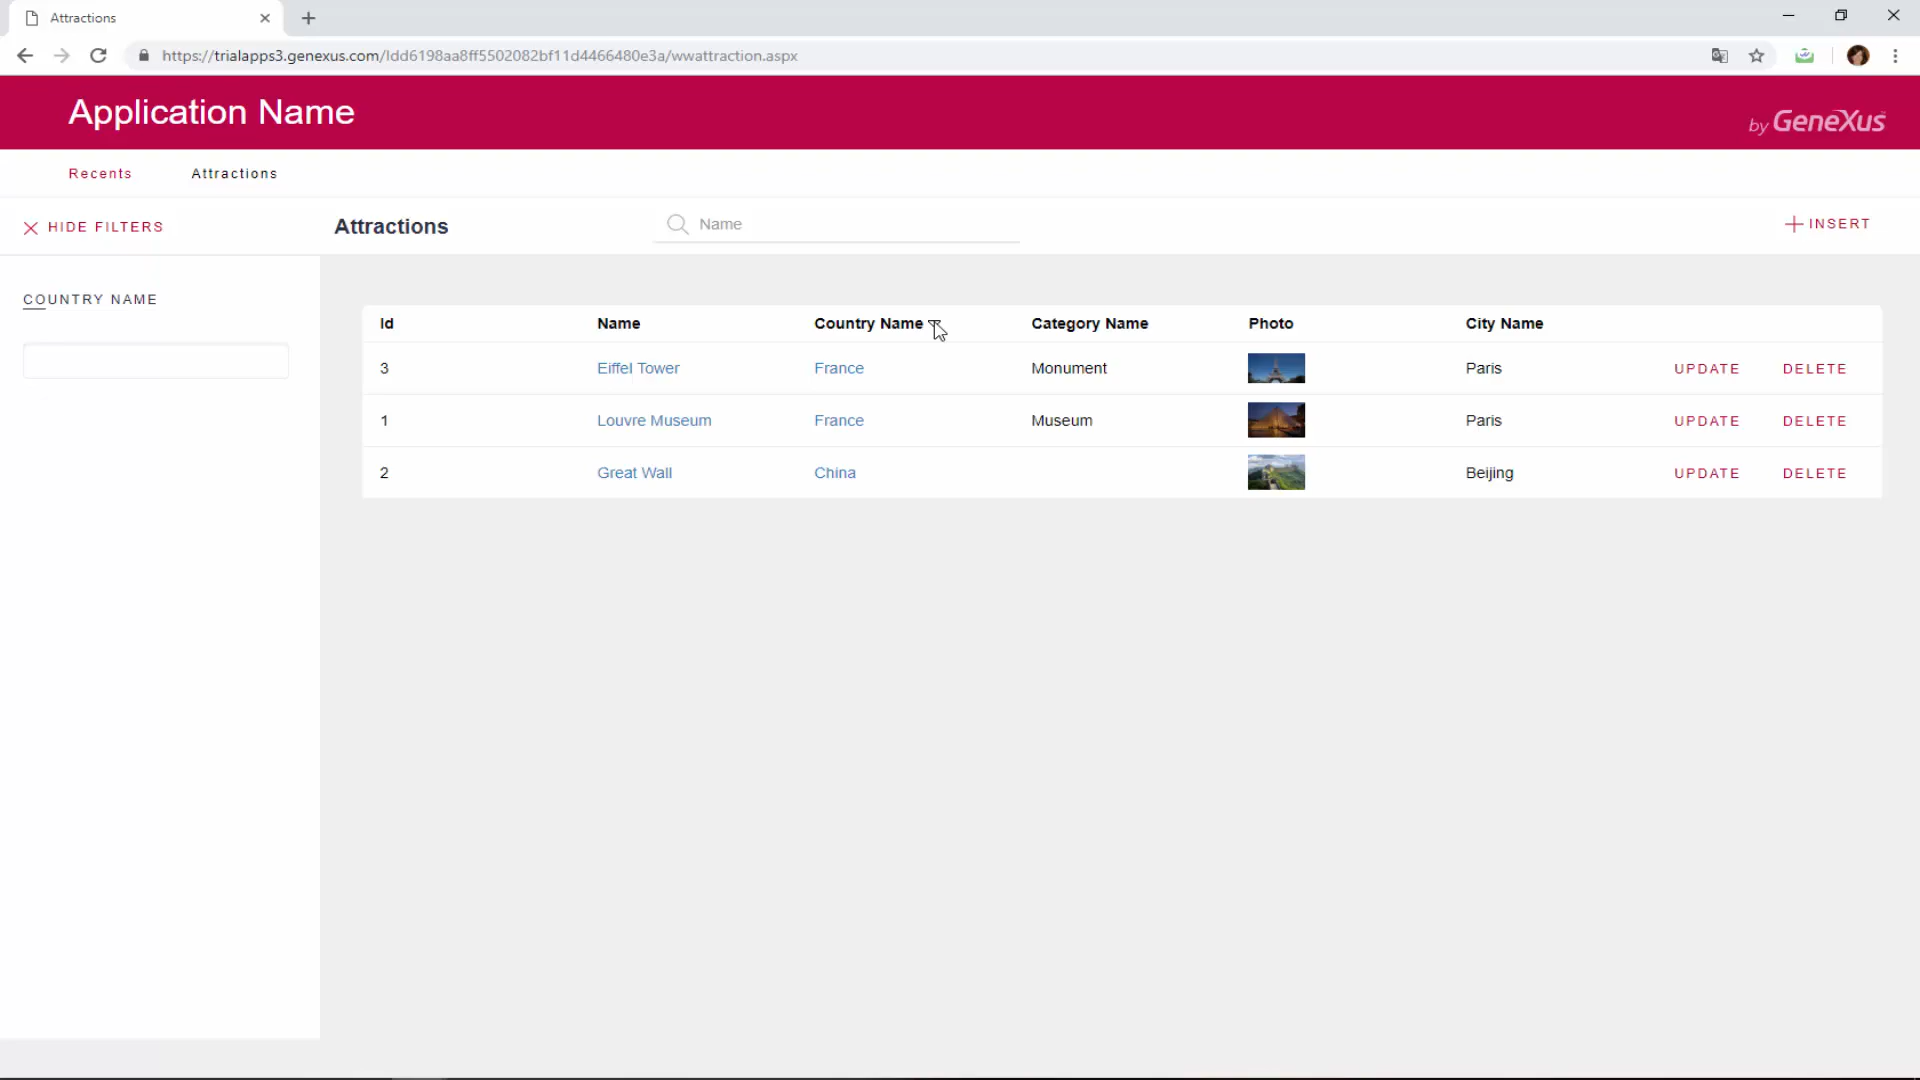 Attractions
https://trialapps3.genexus.com/Idd6198aa8ff5502082bf11d4466480e3a/wwattraction.aspx
Application Name
by GeneXus
Recents Attractions
HIDE FILTERS Attractions Name INSERT
COUNTRY NAME
Id Name Country Name Category Name Photo City Name
3 Eiffel Tower France Monument Paris UPDATE DELETE
1 Louvre Museum France Museum Paris UPDATE DELETE
2 Great Wall China Beijing UPDATE DELETE